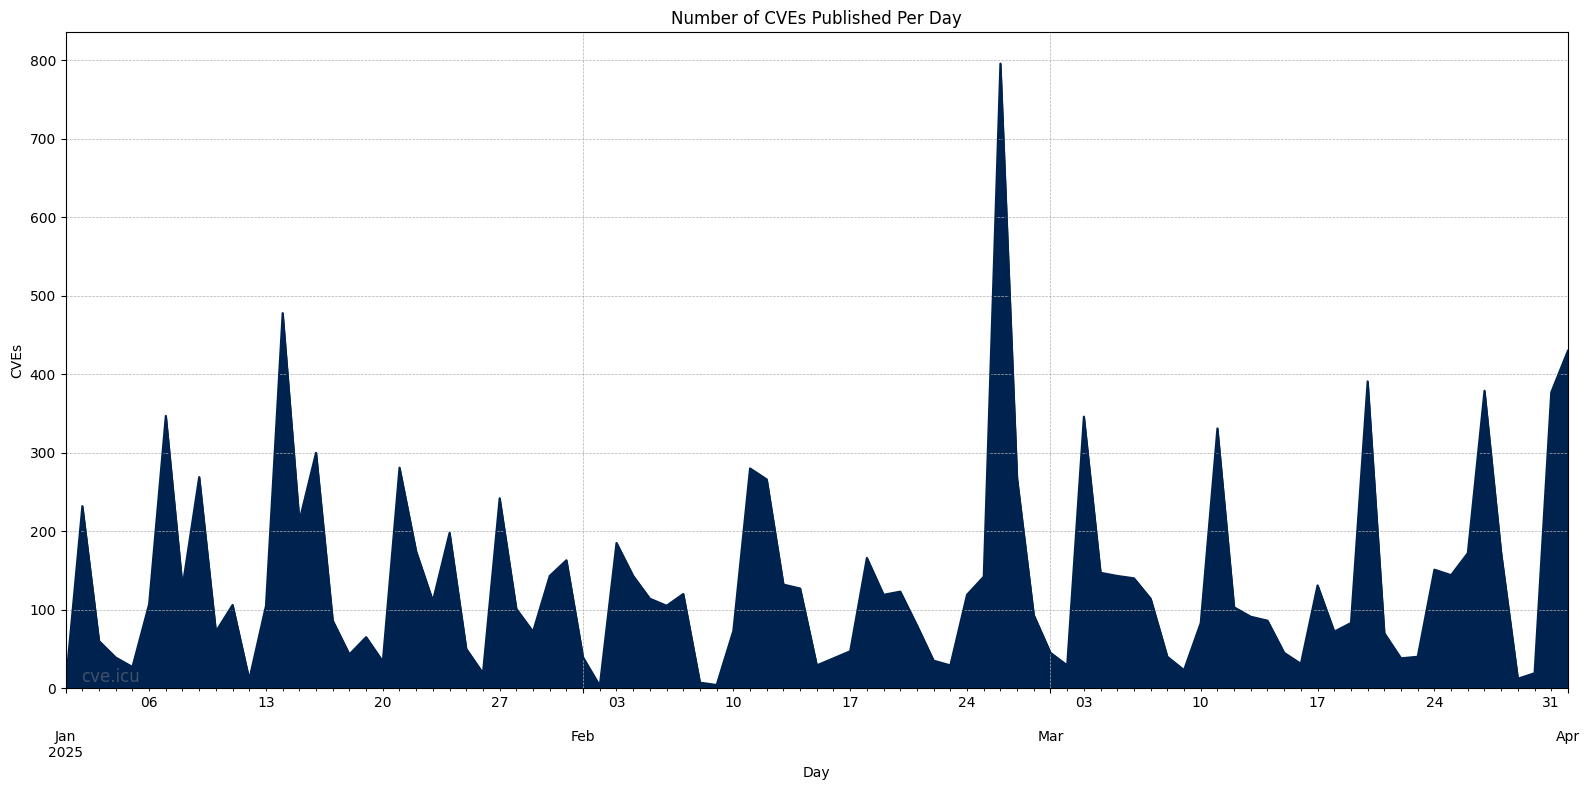 Number of CVEs Published Per Day
800
700
600
500
400
300
200
100
0
CVEs
cve.icu
06 13 20 27 03 10 17 24 03 10 17 24 31
Jan Feb Mar Apr
2025
Day